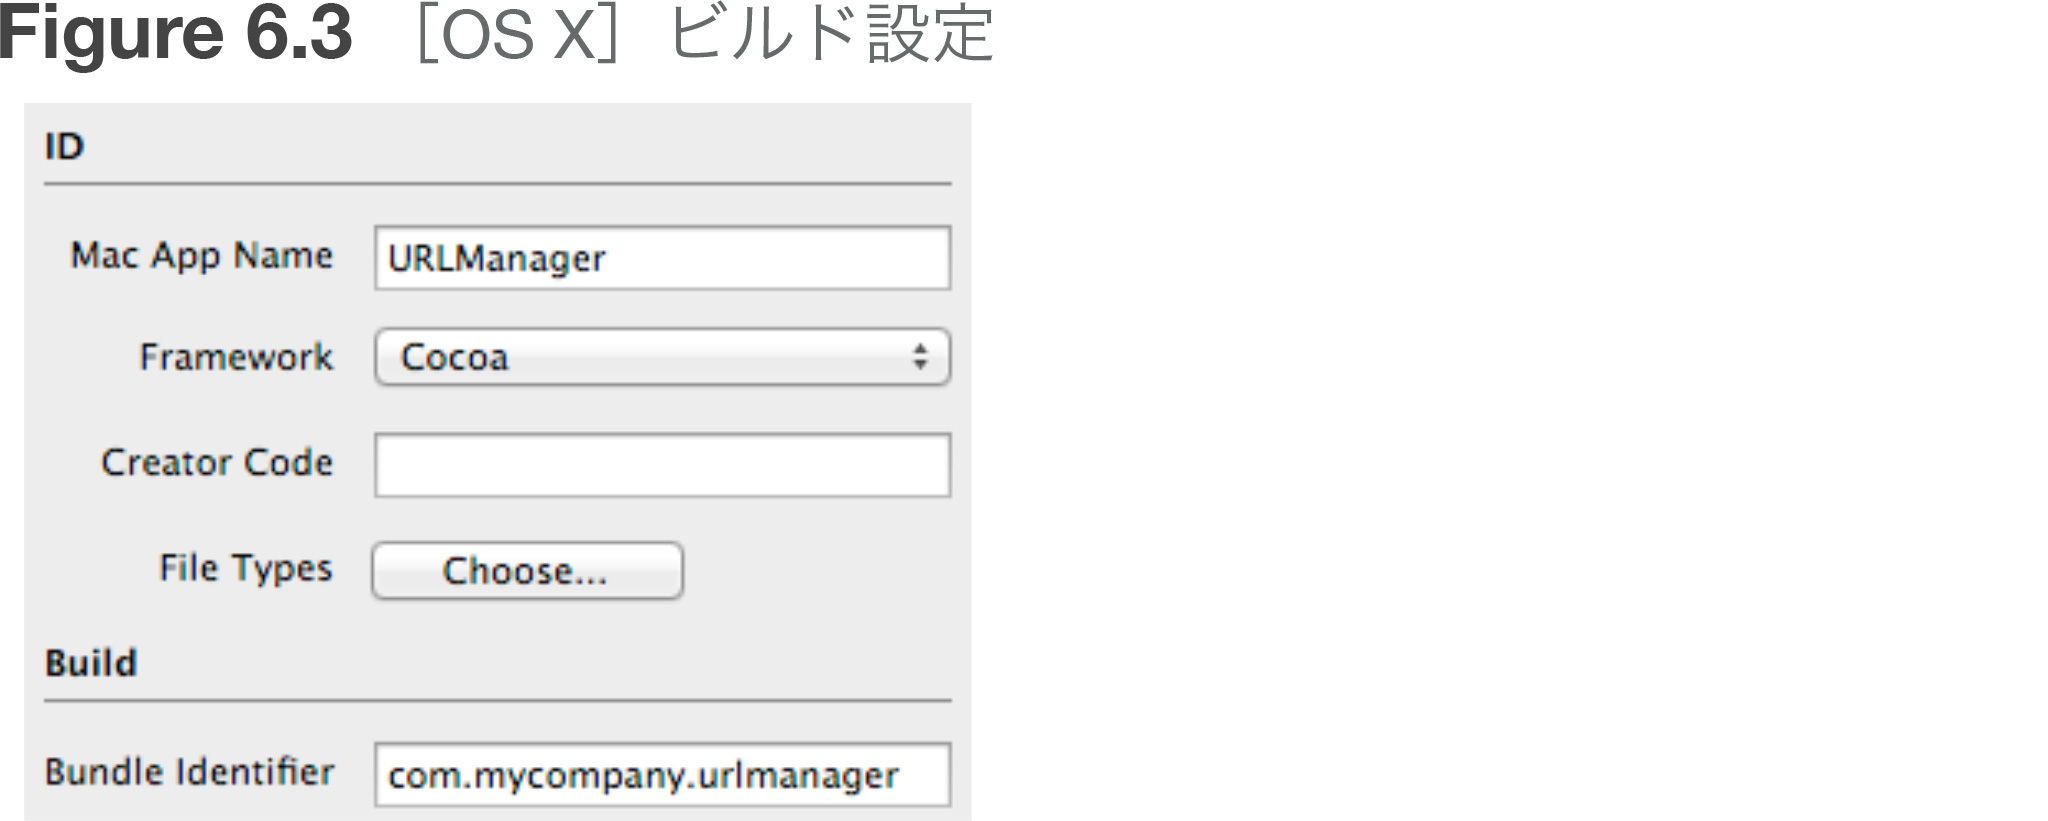 Figure 6.3 ［OS X］ビルド設定
ID
Mac App Name URLManager
Framework Cocoa
Creator Code
File Types Choose...
Build
Bundle Identifier com.mycompany.urlmanager